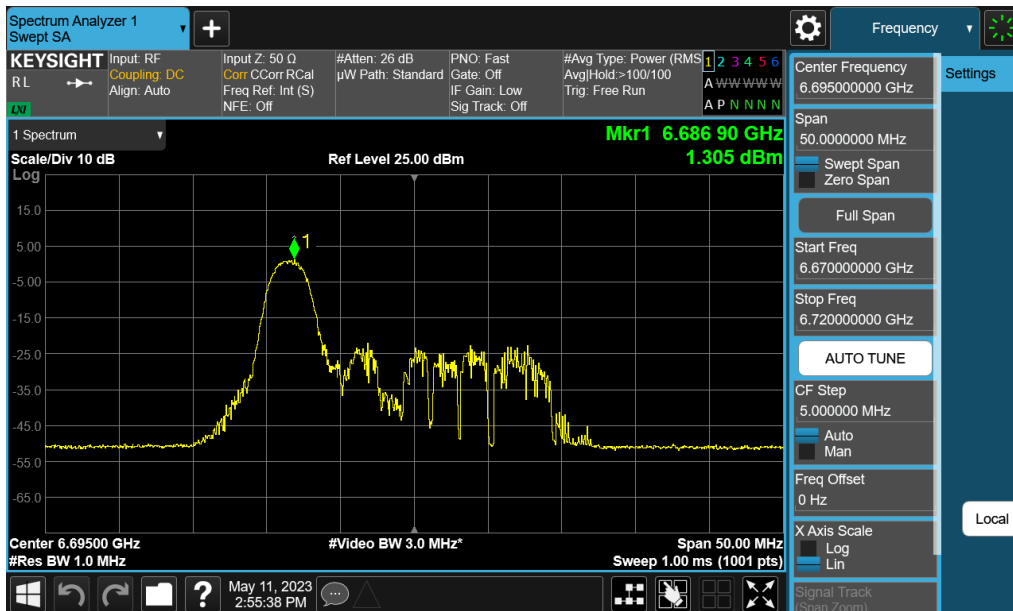 Spectrum Analyzer 1
Swept SA
+
Frequency
KEYSIGHT
R L
LXI
Input: RF
Coupling: DC
Align: Auto
Input Z: 50 Ω
Corr CCorr RCal
Freq Ref: Int (S)
NFE: Off
#Atten: 26 dB
µW Path: Standard
PNO: Fast
Gate: Off
IF Gain: Low
Sig Track: Off
#Avg Type: Power (RMS
Avg|Hold:>100/100
Trig: Free Run
1 2 3 4 5 6
A W W W W W
A P N N N N
1 Spectrum
Scale/Div 10 dB
Log
Ref Level 25.00 dBm
Mkr1 6.686 90 GHz
1.305 dBm
1
15.0
5.00
-5.00
-15.0
-25.0
-35.0
-45.0
-55.0
-65.0
Center 6.69500 GHz
#Res BW 1.0 MHz
#Video BW 3.0 MHz*
Span 50.00 MHz
Sweep 1.00 ms (1001 pts)
?
May 11, 2023
2:55:38 PM
Center Frequency
6.695000000 GHz
Span
50.0000000 MHz
Swept Span
Zero Span
Full Span
Start Freq
6.670000000 GHz
Stop Freq
6.720000000 GHz
AUTO TUNE
CF Step
5.000000 MHz
Auto
Man
Freq Offset
0 Hz
X Axis Scale
Log
Lin
Signal Track
(Span Zoom)
Settings
Local